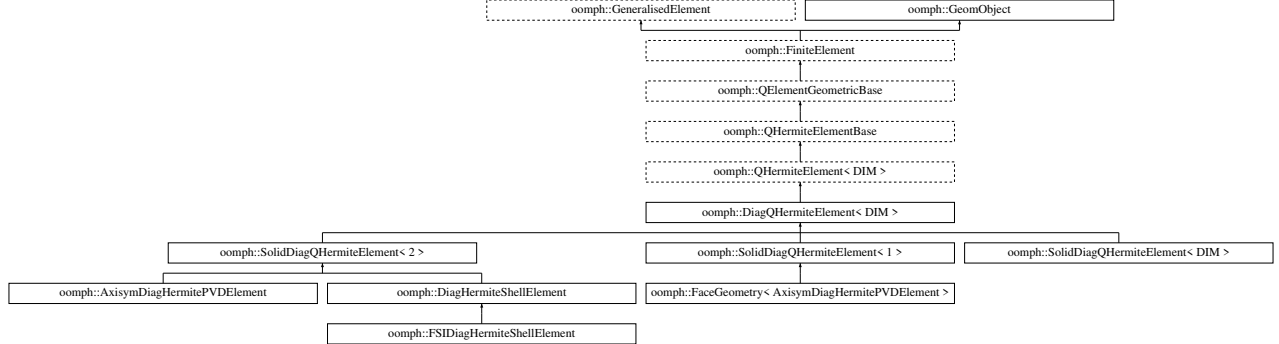 oomph::GeneralisedElement
oomph::GeomObject
oomph::FiniteElement
oomph::QElementGeometricBase
oomph::QHermiteElementBase
oomph::QHermiteElement< DIM >
oomph::DiagQHermiteElement< DIM >
oomph::SolidDiagQHermiteElement< 2 >
oomph::SolidDiagQHermiteElement< 1 >
oomph::SolidDiagQHermiteElement< DIM >
oomph::AxisymDiagHermitePVDElement
oomph::DiagHermiteShellElement
oomph::FaceGeometry< AxisymDiagHermitePVDElement >
oomph::FSIDiagHermiteShellElement